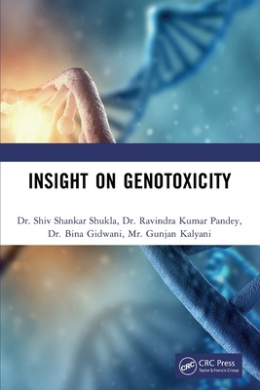 INSIGHT ON GENOTOXICITY
Dr. Shiv Shankar Shukla, Dr. Ravindra Kumar Pandey,
Dr. Bina Gidwani, Mr. Gunjan Kalyani
CRC Press
Taylor & Francis Group